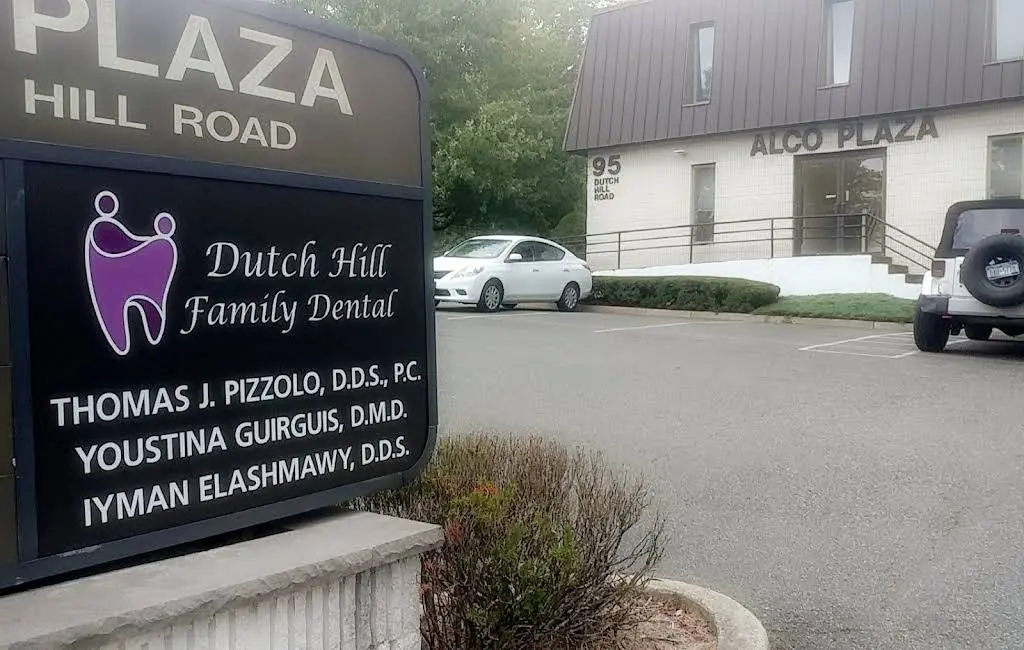 PLAZA
HILL ROAD
Dutch Hill
Family Dental
THOMAS J. PIZZOLO, D.D.S., P.C.
YOUSTINA GUIRGUIS, D.M.D.
IYMAN ELASHMAWY, D.D.S.
ALCO PLAZA
95
DUTCH
HILL
ROAD